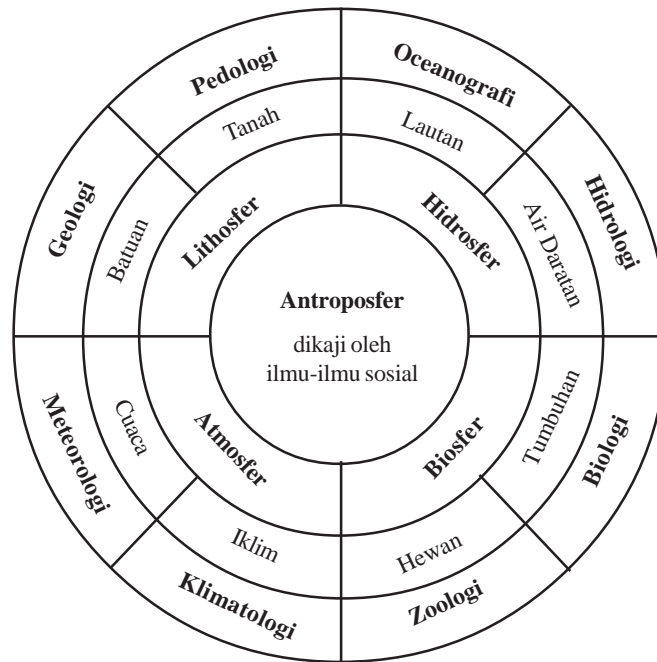 Pedologi
Oceanografi
Tanah
Lautan
Geologi
Batuan
Lithosfer
Hidrosfer
Air Daratan
Hidrologi
Antroposfer
dikaji oleh
ilmu-ilmu sosial
Meteorologi
Cuaca
Atmosfer
Biosfer
Tumbuhan
Biologi
Iklim
Hewan
Klimatologi
Zoologi